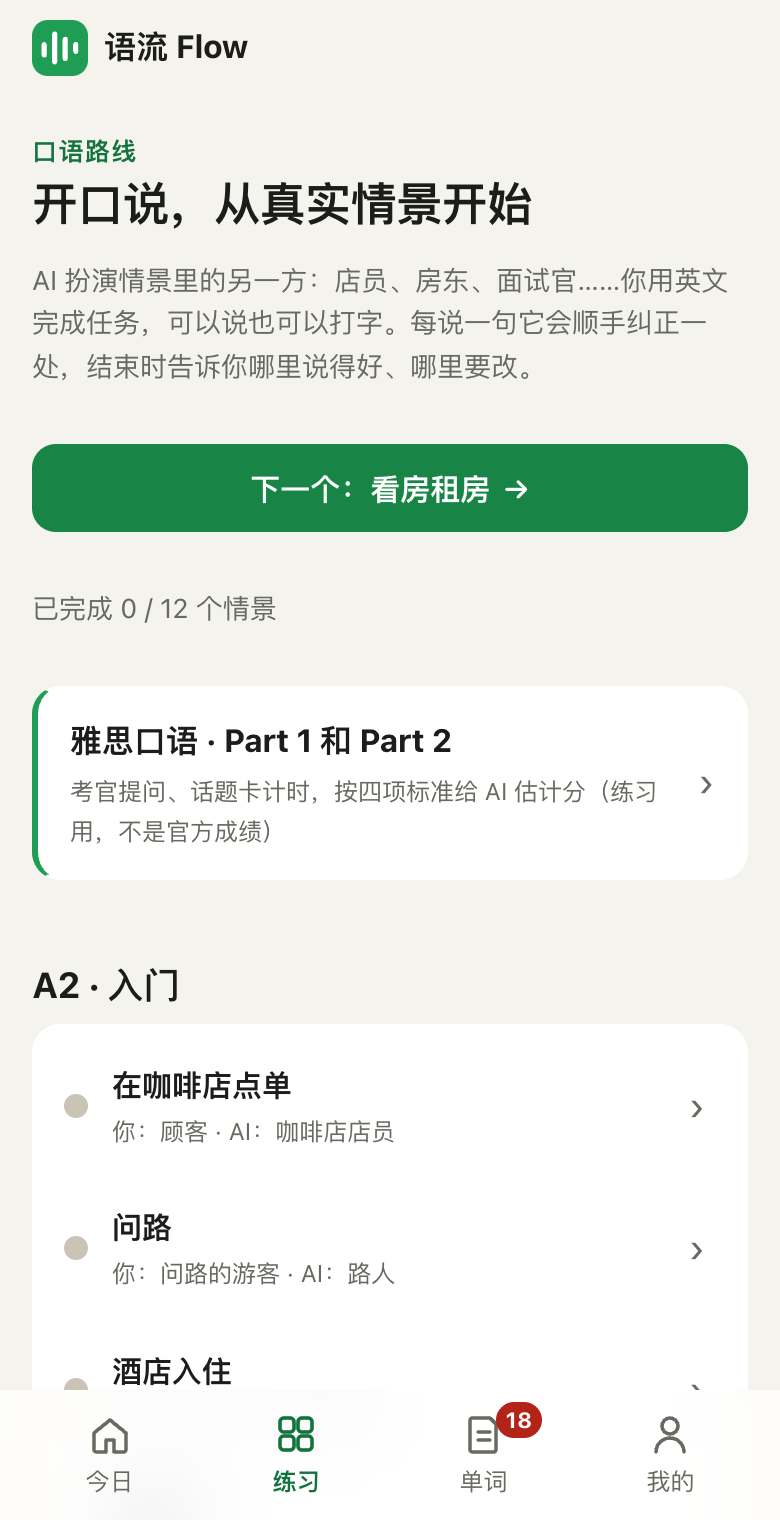 语流 Flow
口语路线
开口说，从真实情景开始
AI 扮演情景里的另一方：店员、房东、面试官……你用英文
完成任务，可以说也可以打字。每说一句它会顺手纠正一
处，结束时告诉你哪里说得好、哪里要改。
下一个：看房租房 →
已完成 0 / 12 个情景
雅思口语 · Part 1 和 Part 2
考官提问、话题卡计时，按四项标准给 AI 估计分（练习
用，不是官方成绩）
A2 · 入门
在咖啡店点单
你：顾客 · AI：咖啡店店员
问路
你：问路的游客 · AI：路人
酒店入住
18
今日
练习
单词
我的